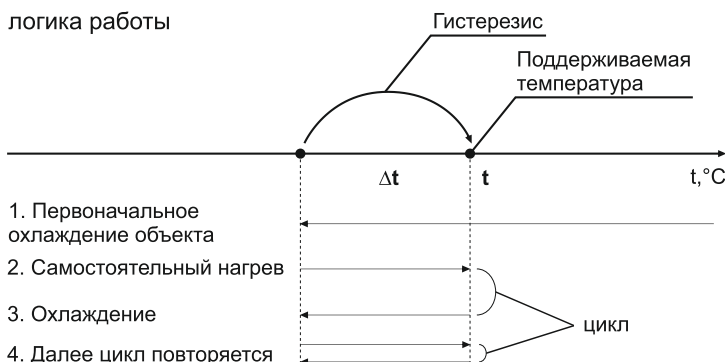 логика работы
Гистерезис
Поддерживаемая
температура
Δt
t
t,°C
1. Первоначальное
охлаждение объекта
2. Самостоятельный нагрев
3. Охлаждение
цикл
4. Далее цикл повторяется